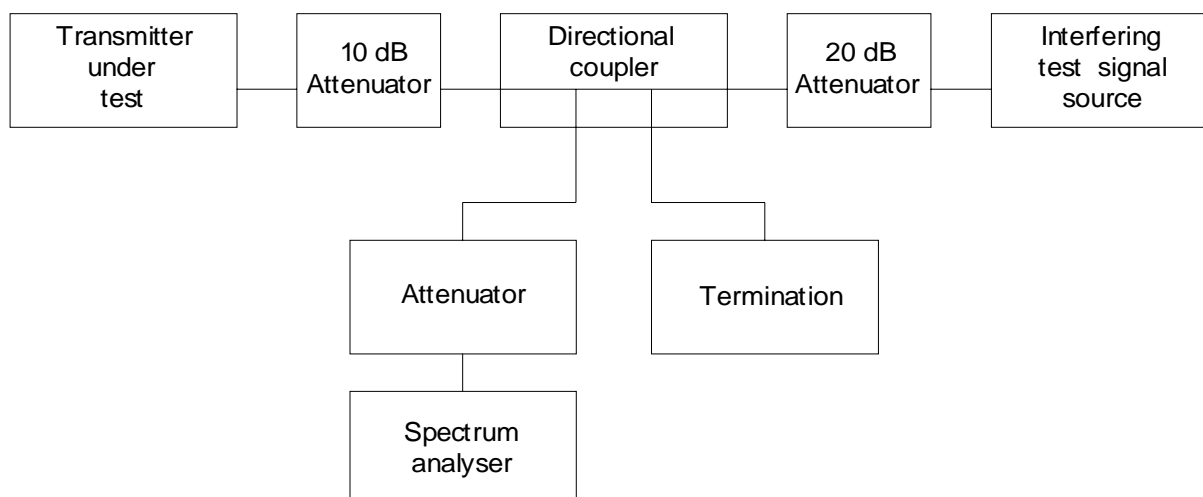 Transmitter
under
test
10 dB
Attenuator
Directional
coupler
20 dB
Attenuator
Interfering
test signal
source
Attenuator
Termination
Spectrum
analyser